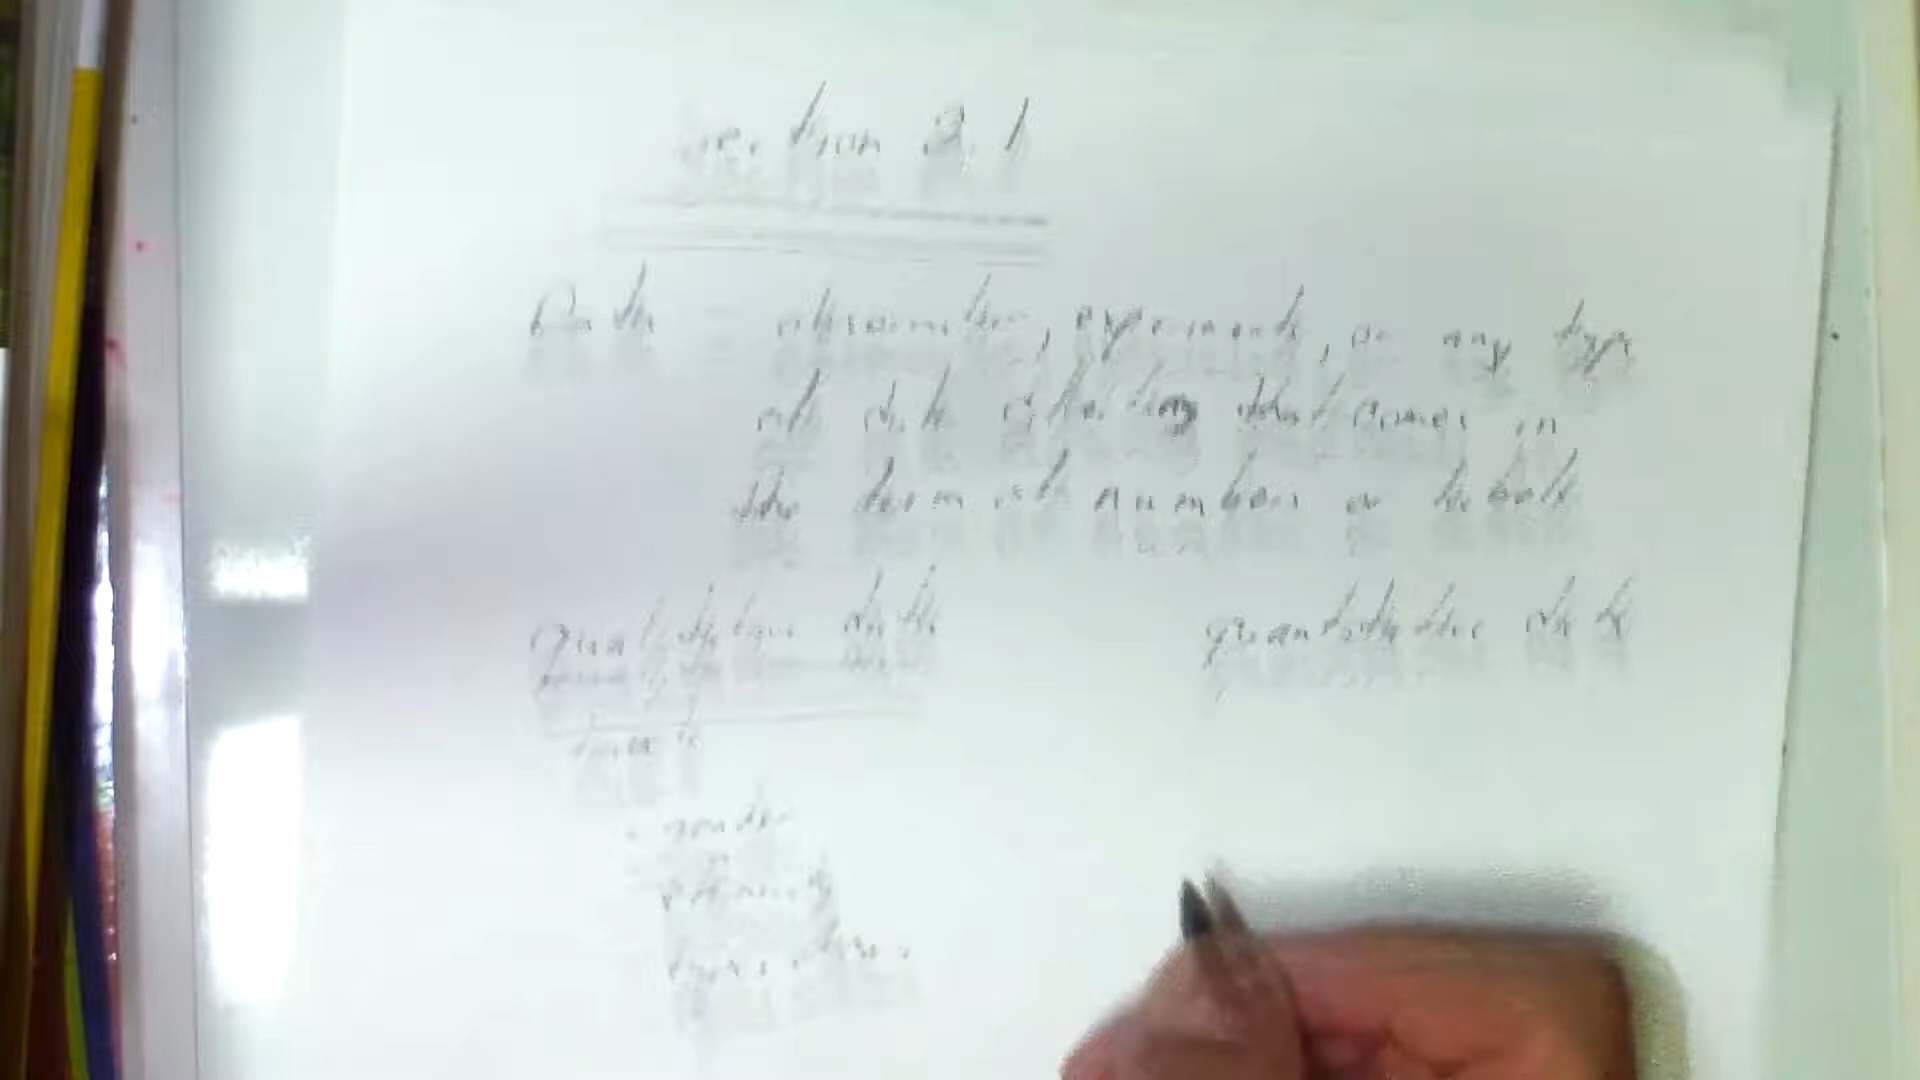 Section 2.1
Data = observation, experiments, or any type
of data collecting that comes in
the form of numbers or labels
Qualitative data
quantitative data
gender
ethnicity